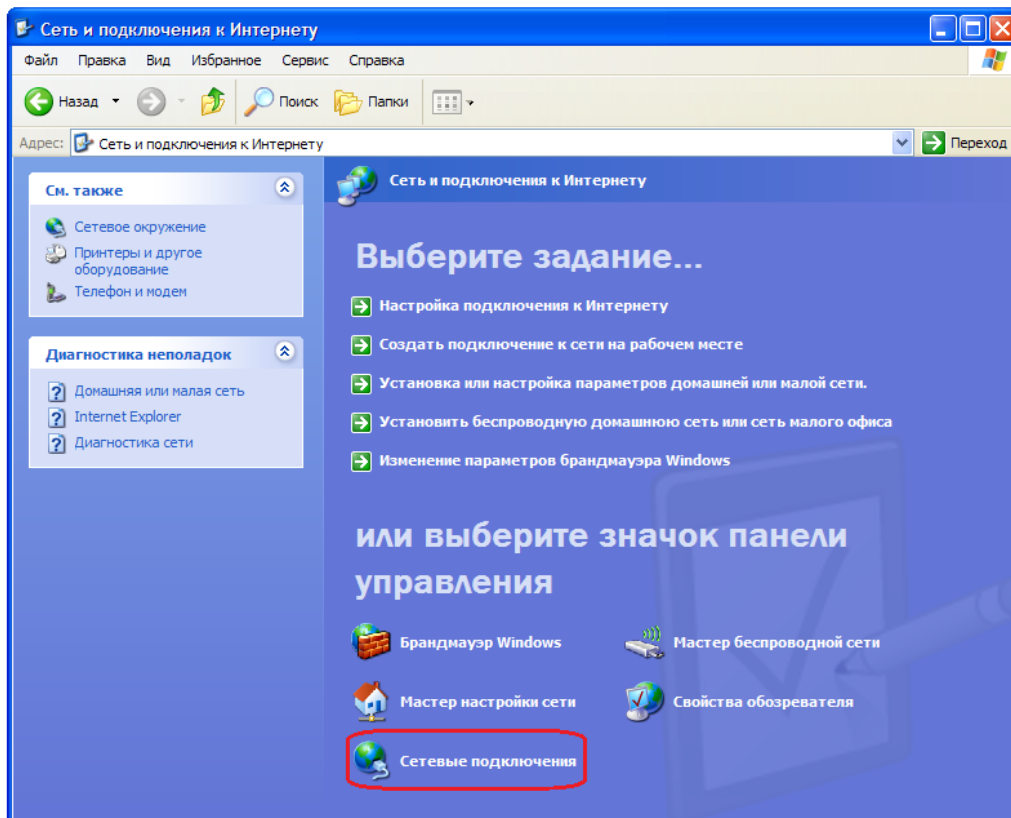 Сеть и подключения к Интернету
Файл Правка Вид Избранное Сервис Справка
Назад Поиск Папки
Адрес: Сеть и подключения к Интернету Переход
См. также
Сетевое окружение
Принтеры и другое
оборудование
Телефон и модем
Диагностика неполадок
Домашняя или малая сеть
Internet Explorer
Диагностика сети
Сеть и подключения к Интернету
Выберите задание...
Настройка подключения к Интернету
Создать подключение к сети на рабочем месте
Установка или настройка параметров домашней или малой сети.
Установить беспроводную домашнюю сеть или сеть малого офиса
Изменение параметров брандмауэра Windows
или выберите значок панели
управления
Брандмауэр Windows Мастер беспроводной сети
Мастер настройки сети Свойства обозревателя
Сетевые подключения